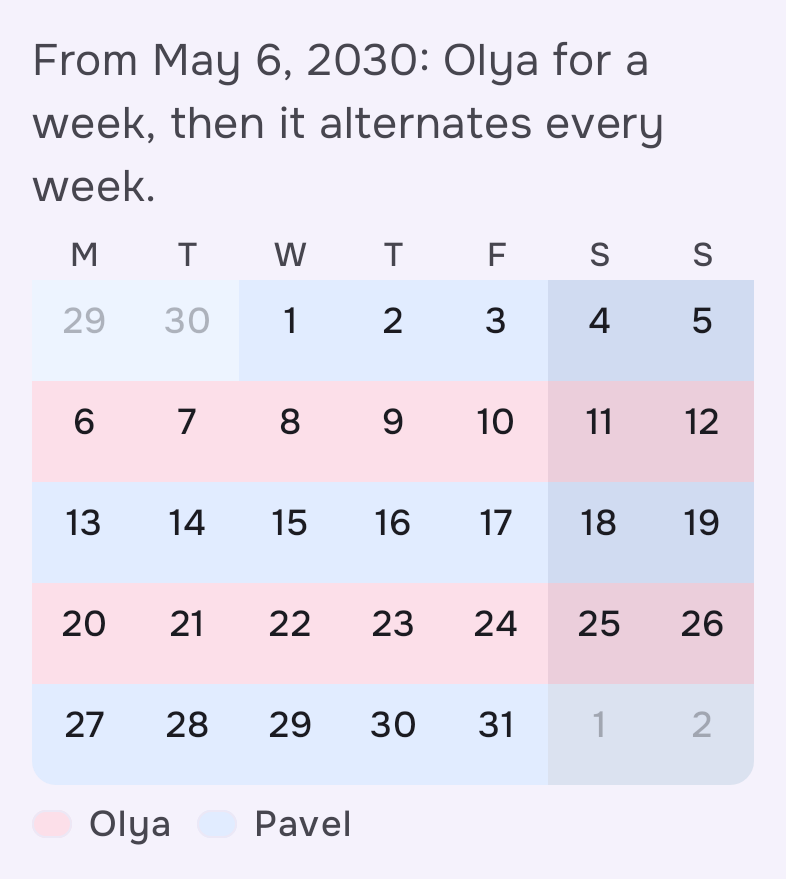 From May 6, 2030: Olya for a
week, then it alternates every
week.
M T W T F S S
29 30 1 2 3 4 5
6 7 8 9 10 11 12
13 14 15 16 17 18 19
20 21 22 23 24 25 26
27 28 29 30 31 1 2
Olya Pavel